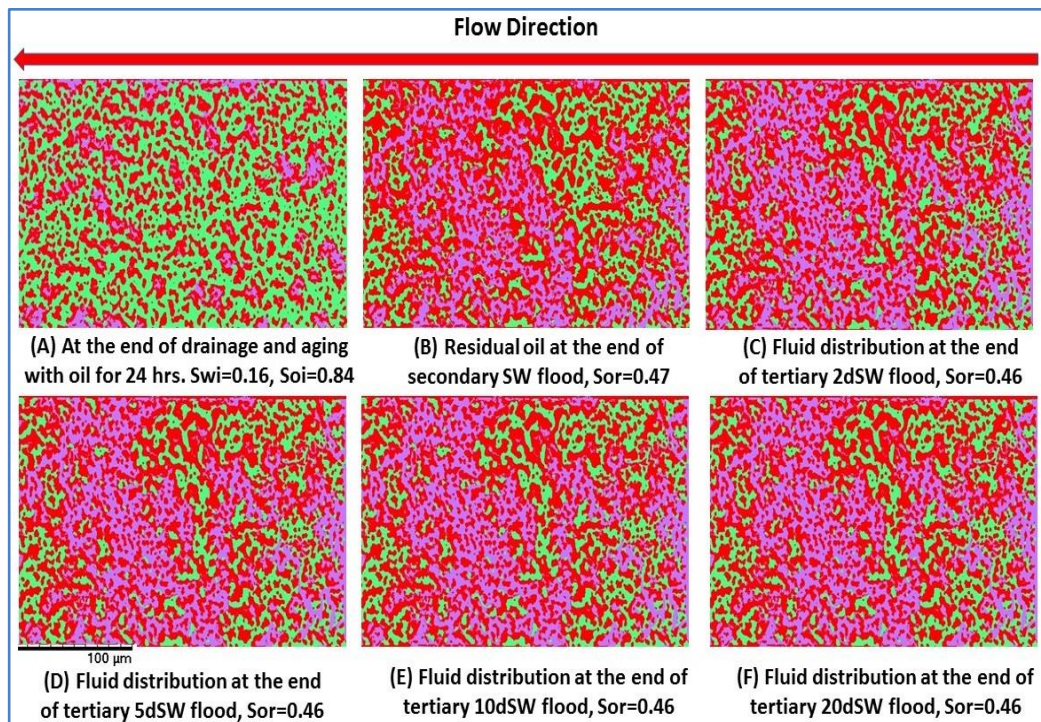 Flow Direction
(A) At the end of drainage and aging
with oil for 24 hrs. Swi=0.16, Soi=0.84
(B) Residual oil at the end of
secondary SW flood, Sor=0.47
(C) Fluid distribution at the end
of tertiary 2dSW flood, Sor=0.46
100 µm
(D) Fluid distribution at the end
of tertiary 5dSW flood, Sor=0.46
(E) Fluid distribution at the end of
tertiary 10dSW flood, Sor=0.46
(F) Fluid distribution at the end of
tertiary 20dSW flood, Sor=0.46